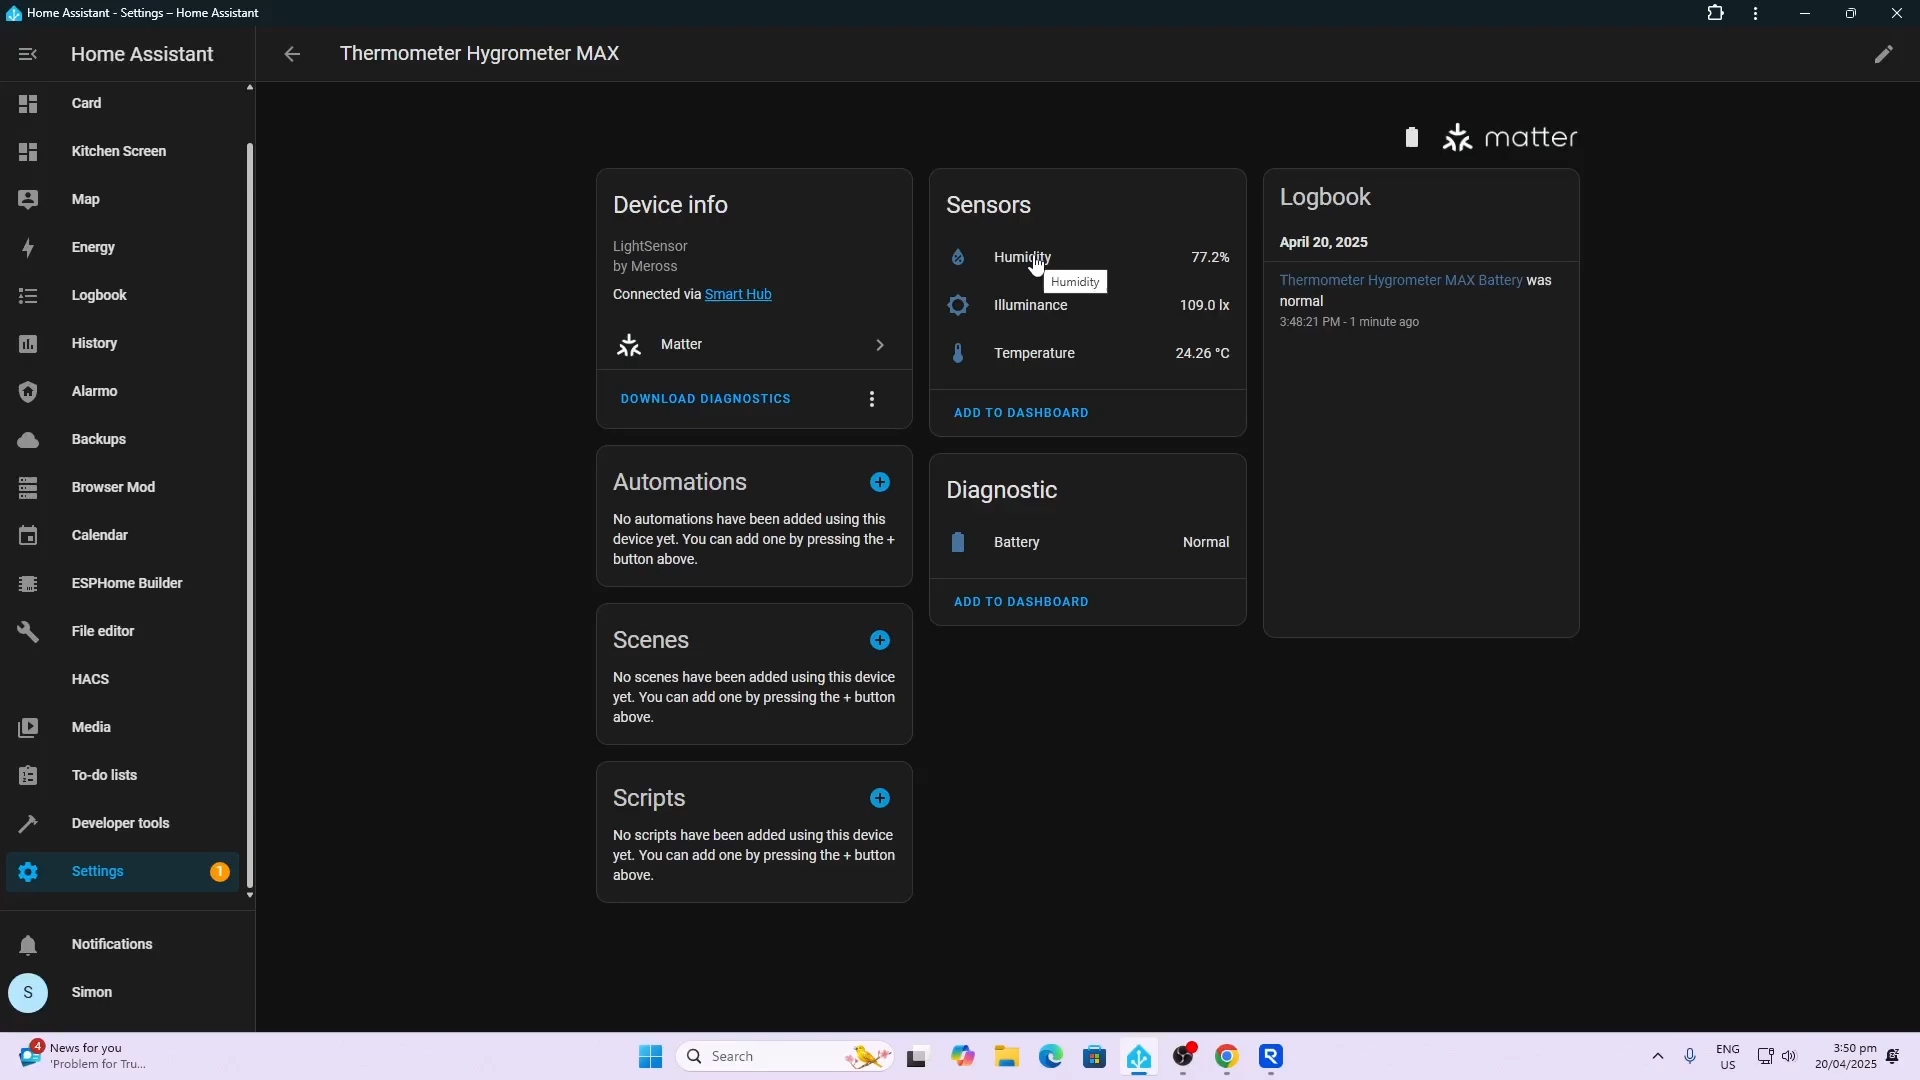 Home Assistant - Settings – Home Assistant
Home Assistant
Thermometer Hygrometer MAX
Card
Kitchen Screen
Map
Energy
Logbook
History
Alarmo
Backups
Browser Mod
Calendar
ESPHome Builder
File editor
HACS
Media
To-do lists
Developer tools
Settings
1
Notifications
S
Simon
matter
Device info
LightSensor
by Meross
Connected via Smart Hub
Matter
DOWNLOAD DIAGNOSTICS
Automations
No automations have been added using this
device yet. You can add one by pressing the +
button above.
Scenes
No scenes have been added using this device
yet. You can add one by pressing the + button
above.
Scripts
No scripts have been added using this device
yet. You can add one by pressing the + button
above.
Sensors
Humidity 77.2%
Humidity
Illuminance 109.0 lx
Temperature 24.26 °C
ADD TO DASHBOARD
Diagnostic
Battery Normal
ADD TO DASHBOARD
Logbook
April 20, 2025
Thermometer Hygrometer MAX Battery was
normal
3:48:21 PM - 1 minute ago
4
News for you
'Problem for Tru...
Search
R
ENG
US
3:50 pm
20/04/2025